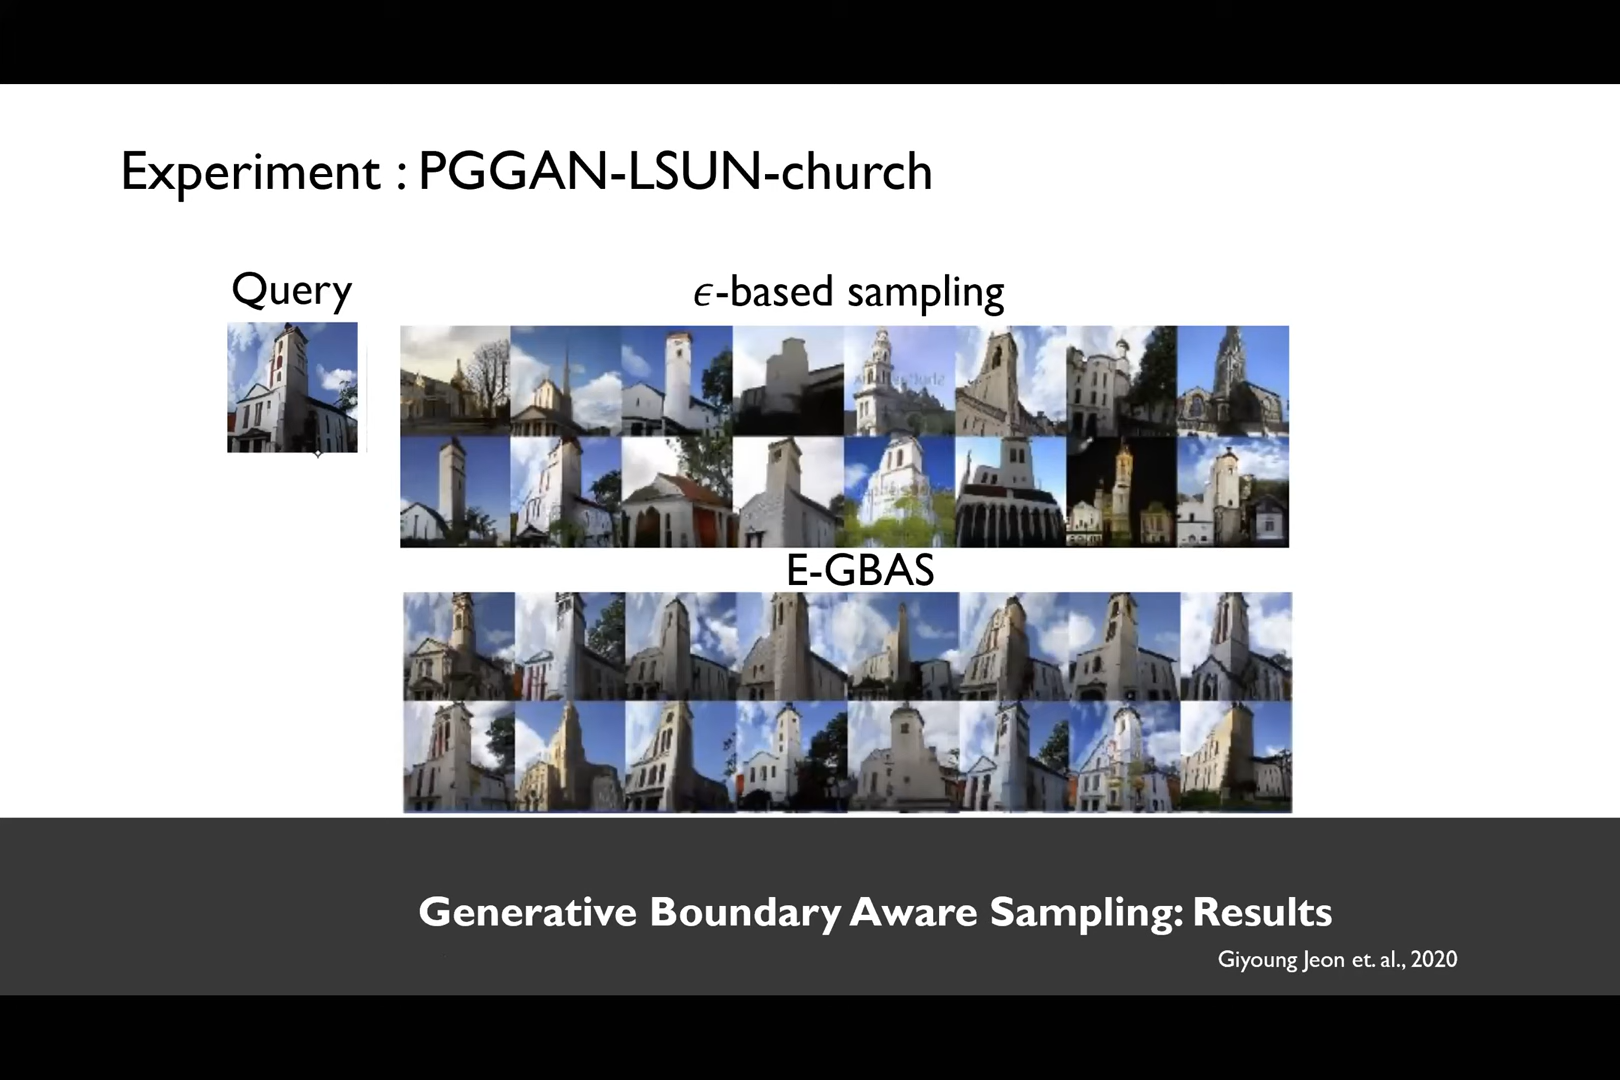 Experiment : PGGAN-LSUN-church
Query
ϵ-based sampling
E-GBAS
Generative Boundary Aware Sampling: Results
Giyoung Jeon et. al., 2020